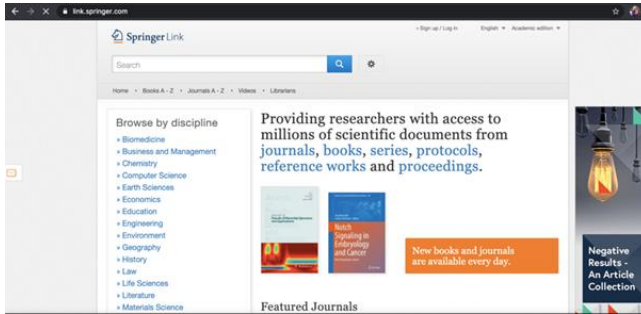 link.springer.com
Springer Link
» Sign up / Log in
English
Academic edition
Search
Home • Books A - Z • Journals A - Z • Videos • Librarians
Browse by discipline
» Biomedicine
» Business and Management
» Chemistry
» Computer Science
» Earth Sciences
» Economics
» Education
» Engineering
» Environment
» Geography
» History
» Law
» Life Sciences
» Literature
» Materials Science
Providing researchers with access to
millions of scientific documents from
journals, books, series, protocols,
reference works and proceedings.
Notch
Signaling in
Embryology
and Cancer
New books and journals
are available every day.
Featured Journals
Negative
Results -
An Article
Collection